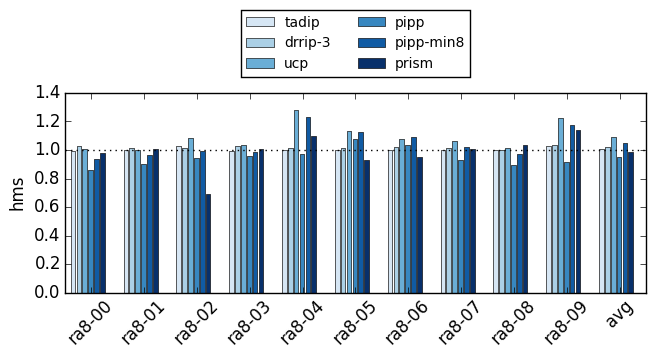 tadip pipp
drrip-3 pipp-min8
ucp prism
1.4
1.2
1.0
0.8
0.6
0.4
0.2
0.0
hms
ra8-00 ra8-01 ra8-02 ra8-03 ra8-04 ra8-05 ra8-06 ra8-07 ra8-08 ra8-09 avg